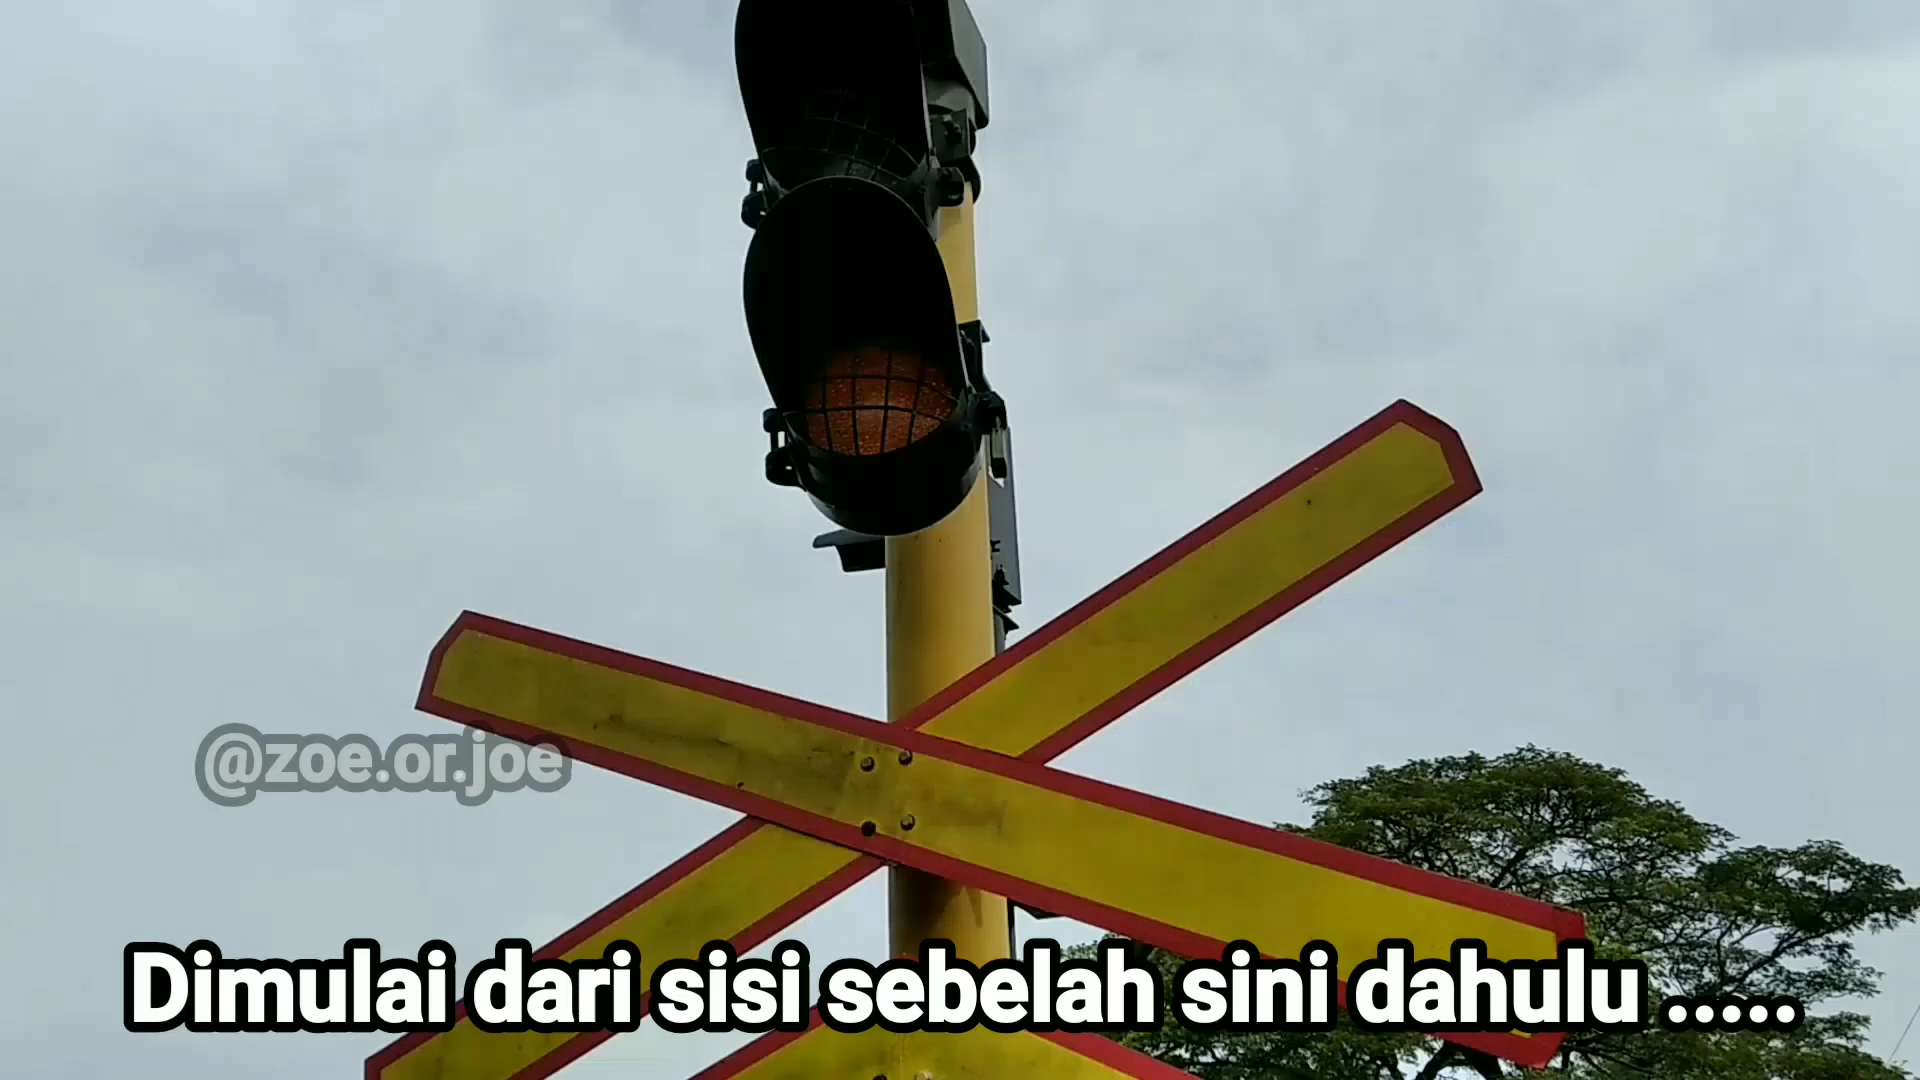 @zoe.or.joe
Dimulai dari sisi sebelah sini dahulu .....